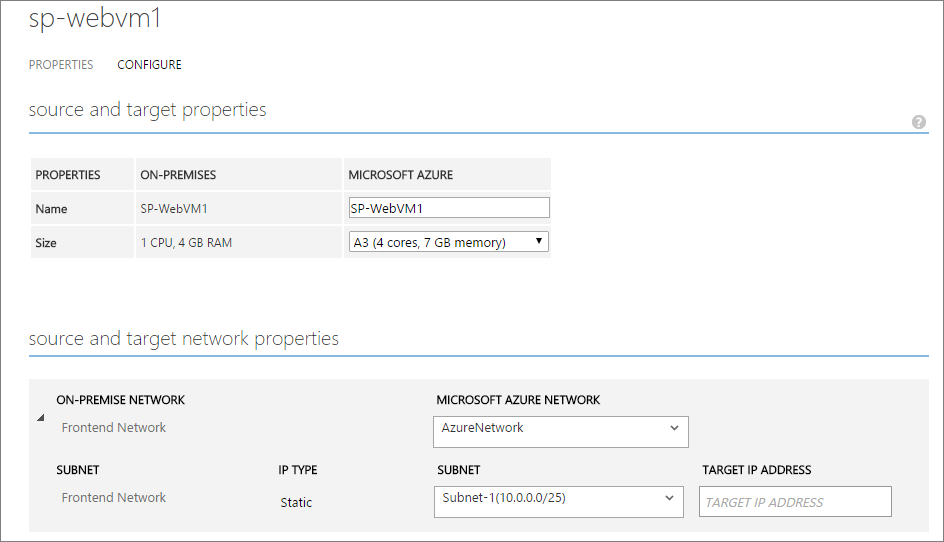 sp-webvm1
PROPERTIES CONFIGURE
source and target properties
?
PROPERTIES ON-PREMISES MICROSOFT AZURE
Name SP-WebVM1 SP-WebVM1
Size 1 CPU, 4 GB RAM A3 (4 cores, 7 GB memory)
source and target network properties
ON-PREMISE NETWORK MICROSOFT AZURE NETWORK
Frontend Network AzureNetwork
SUBNET IP TYPE SUBNET TARGET IP ADDRESS
Frontend Network Static Subnet-1(10.0.0.0/25) TARGET IP ADDRESS